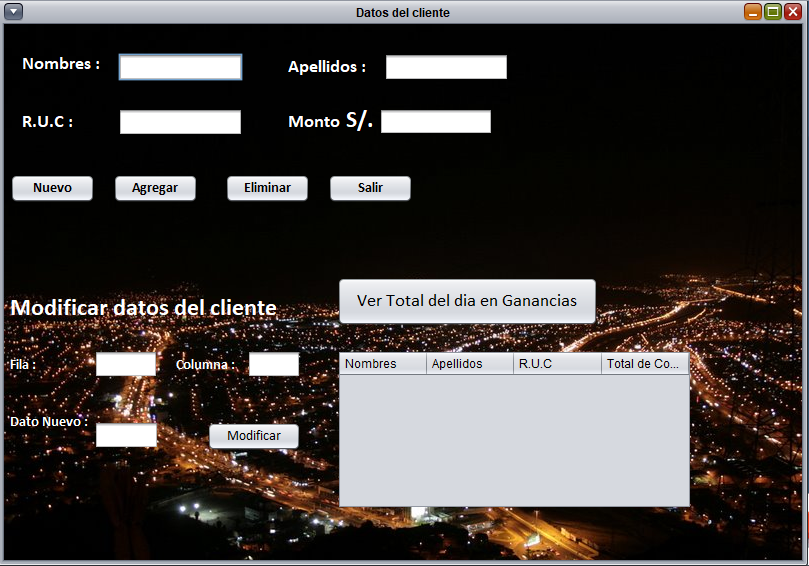 Datos del cliente
Nombres :
Apellidos :
R.U.C :
Monto S/.
Nuevo
Agregar
Eliminar
Salir
Ver Total del dia en Ganancias
Modificar datos del cliente
Fila :
Columna :
Nombres
Apellidos
R.U.C
Total de Co...
Dato Nuevo :
Modificar